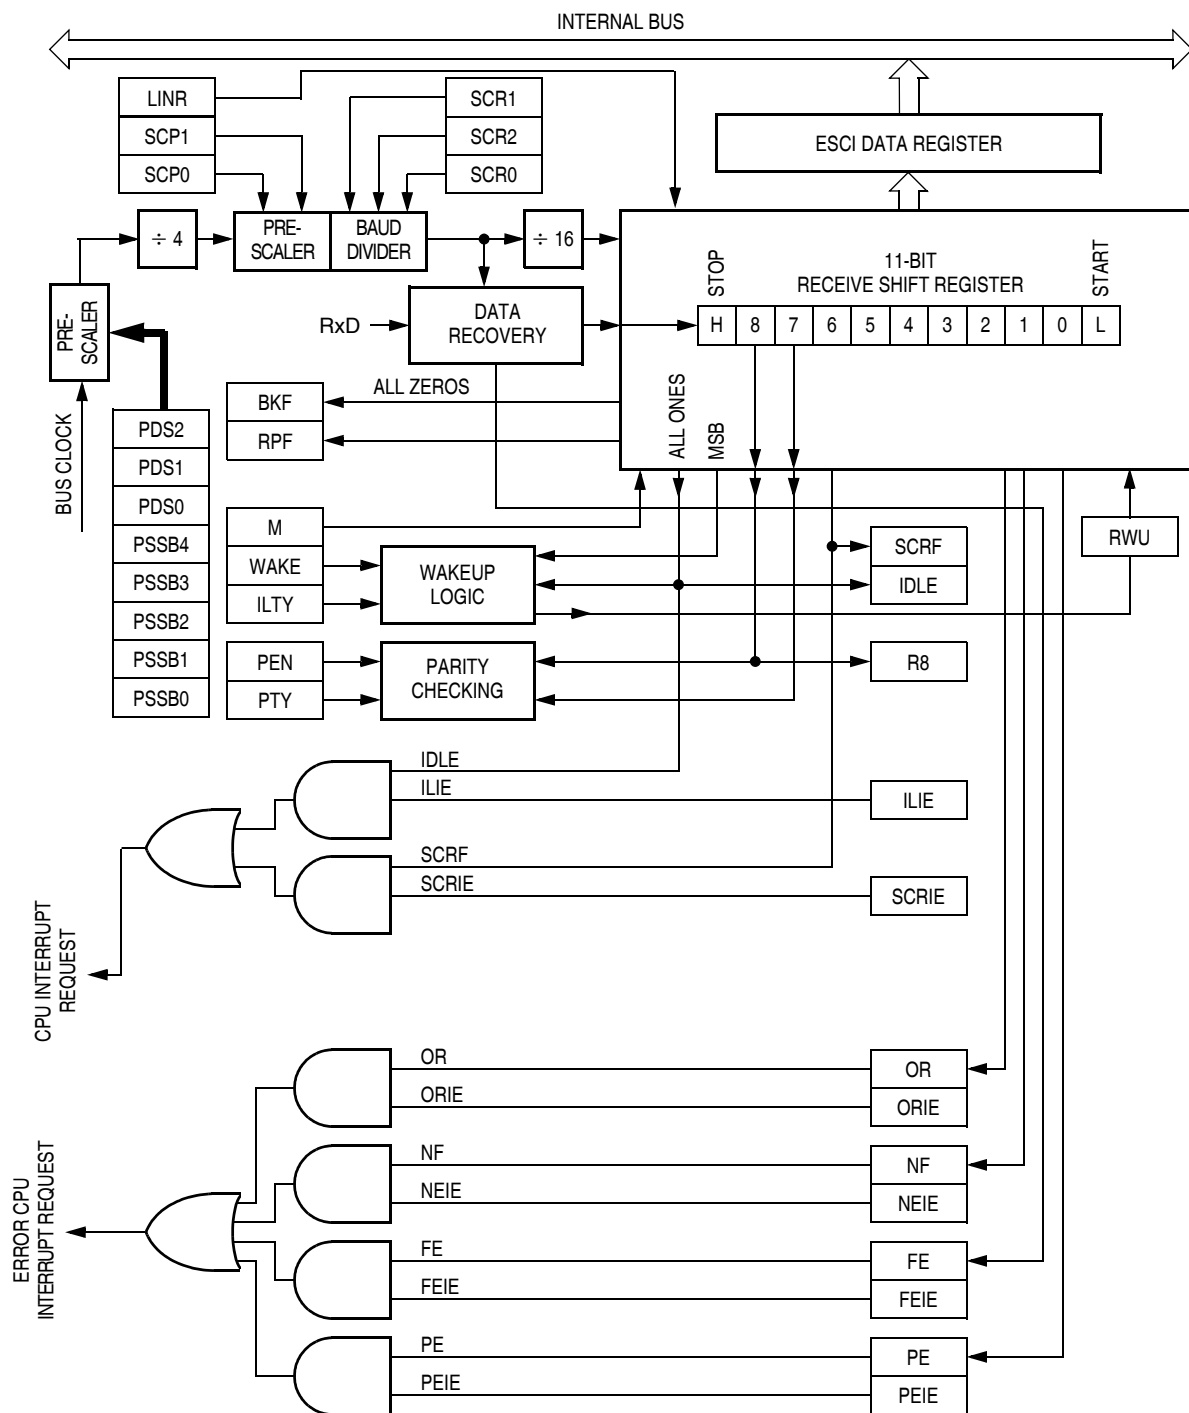 INTERNAL BUS
LINR
SCP1
SCP0
SCR1
SCR2
SCR0
ESCI DATA REGISTER
÷ 4
PRE-
SCALER
BAUD
DIVIDER
÷ 16
PRE-
SCALER
BUS CLOCK
RxD
DATA
RECOVERY
STOP
11-BIT
RECEIVE SHIFT REGISTER
START
H
8
7
6
5
4
3
2
1
0
L
ALL ZEROS
ALL ONES
MSB
BKF
RPF
PDS2
PDS1
PDS0
PSSB4
PSSB3
PSSB2
PSSB1
PSSB0
M
WAKE
ILTY
WAKEUP
LOGIC
PEN
PTY
PARITY
CHECKING
SCRF
IDLE
RWU
R8
IDLE
ILIE
ILIE
SCRF
SCRIE
SCRIE
CPU INTERRUPT
REQUEST
OR
ORIE
OR
ORIE
NF
NEIE
NF
NEIE
FE
FEIE
FE
FEIE
PE
PEIE
PE
PEIE
ERROR CPU
INTERRUPT REQUEST